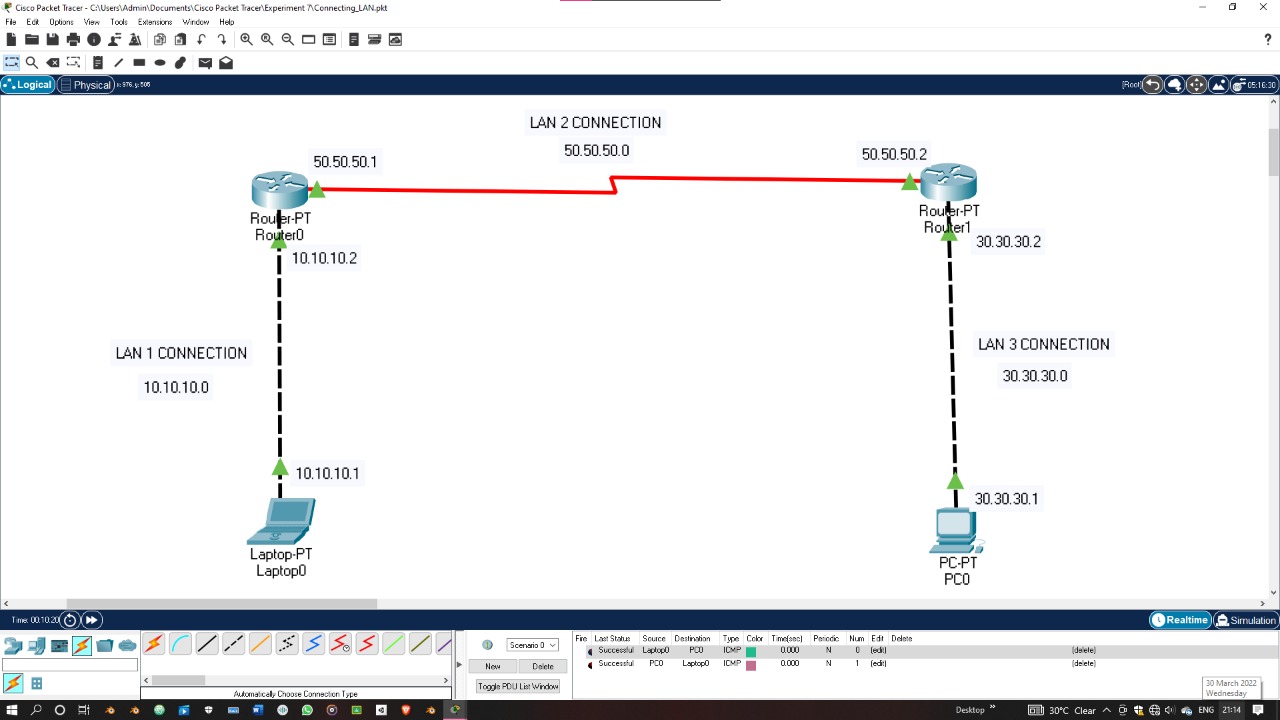 Cisco Packet Tracer - C:\Users\Admin\Documents\Cisco Packet Tracer\Experiment 7\Connecting_LAN.pkt
File Edit Options View Tools Extensions Window Help
Logical Physical x: 876, y: 505 [Root] 05:16:30
LAN 2 CONNECTION
50.50.50.0
50.50.50.1
50.50.50.2
Router-PT
Router0
Router-PT
Router1
10.10.10.2
30.30.30.2
LAN 1 CONNECTION
10.10.10.0
LAN 3 CONNECTION
30.30.30.0
10.10.10.1
30.30.30.1
Laptop-PT
Laptop0
PC-PT
PC0
Time: 00:10:20 Realtime Simulation
Scenario 0
New Delete
Toggle PDU List Window
Automatically Choose Connection Type
Fire Last Status Source Destination Type Color Time(sec) Periodic Num Edit Delete
Successful Laptop0 PC0 ICMP 0.000 N 0 (edit) (delete)
Successful PC0 Laptop0 ICMP 0.000 N 1 (edit) (delete)
30 March 2022
Wednesday
Desktop 30°C Clear ENG 21:14